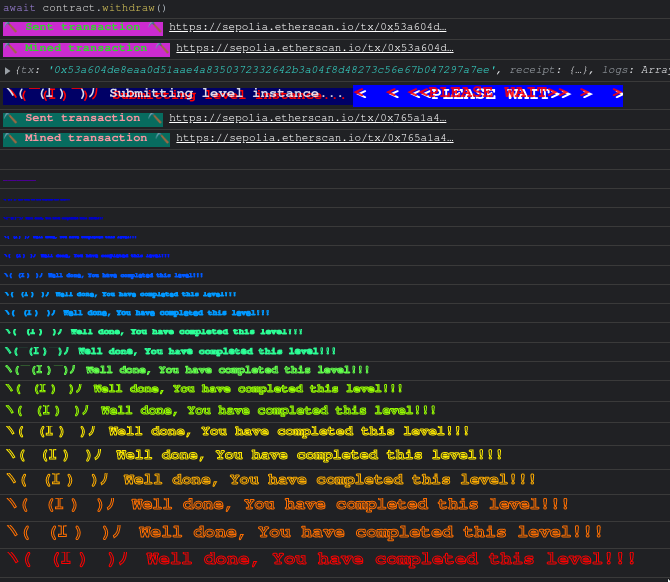 await contract.withdraw()
⛏️ Sent transaction ⛏️ https://sepolia.etherscan.io/tx/0x53a604d…
⛏️ Mined transaction ⛏️ https://sepolia.etherscan.io/tx/0x53a604d…
▶ {tx: '0x53a604de8eaa0d51aae4a8350372332642b3a04f8d48273c56e67b047297a7ee', receipt: {…}, logs: Array
Submitting level instance... < < <<PLEASE WAIT>> > >
⛏️ Sent transaction ⛏️ https://sepolia.etherscan.io/tx/0x765a1a4…
⛏️ Mined transaction ⛏️ https://sepolia.etherscan.io/tx/0x765a1a4…
Well done, You have completed this level!!!
Well done, You have completed this level!!!
Well done, You have completed this level!!!
Well done, You have completed this level!!!
Well done, You have completed this level!!!
Well done, You have completed this level!!!
Well done, You have completed this level!!!
Well done, You have completed this level!!!
Well done, You have completed this level!!!
Well done, You have completed this level!!!
Well done, You have completed this level!!!
Well done, You have completed this level!!!
Well done, You have completed this level!!!
Well done, You have completed this level!!!